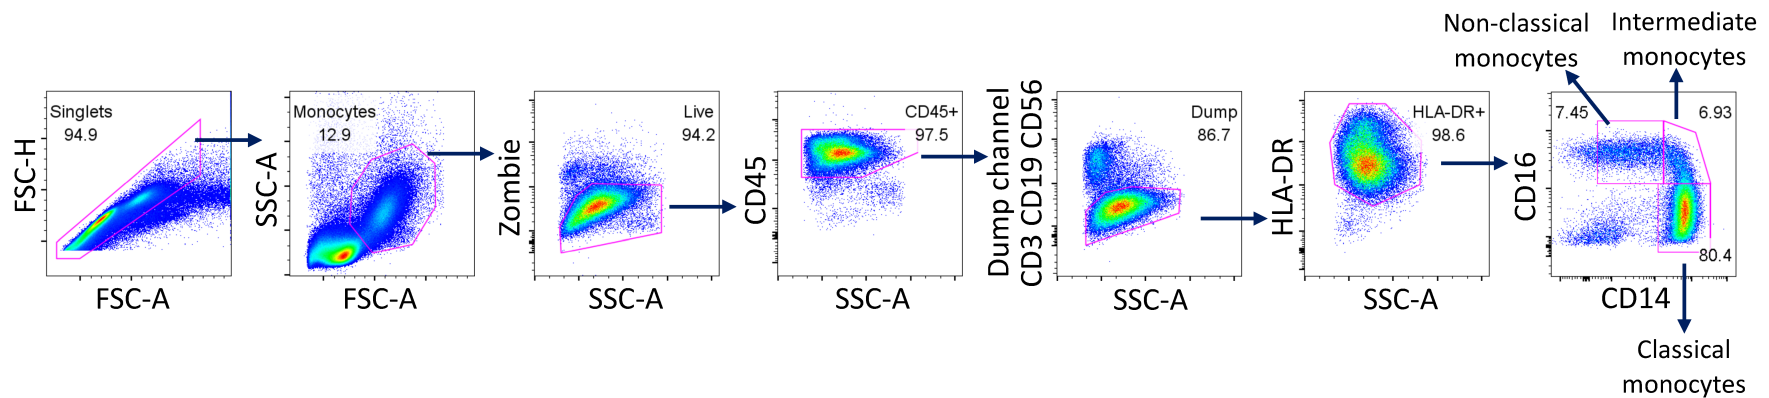 Non-classical
monocytes
Intermediate
monocytes
Singlets
94.9
FSC-H
FSC-A
Monocytes
12.9
SSC-A
FSC-A
Live
94.2
Zombie
SSC-A
CD45+
97.5
CD45
SSC-A
Dump
86.7
Dump channel
CD3 CD19 CD56
SSC-A
HLA-DR+
98.6
HLA-DR
SSC-A
7.45
6.93
80.4
CD16
CD14
Classical
monocytes